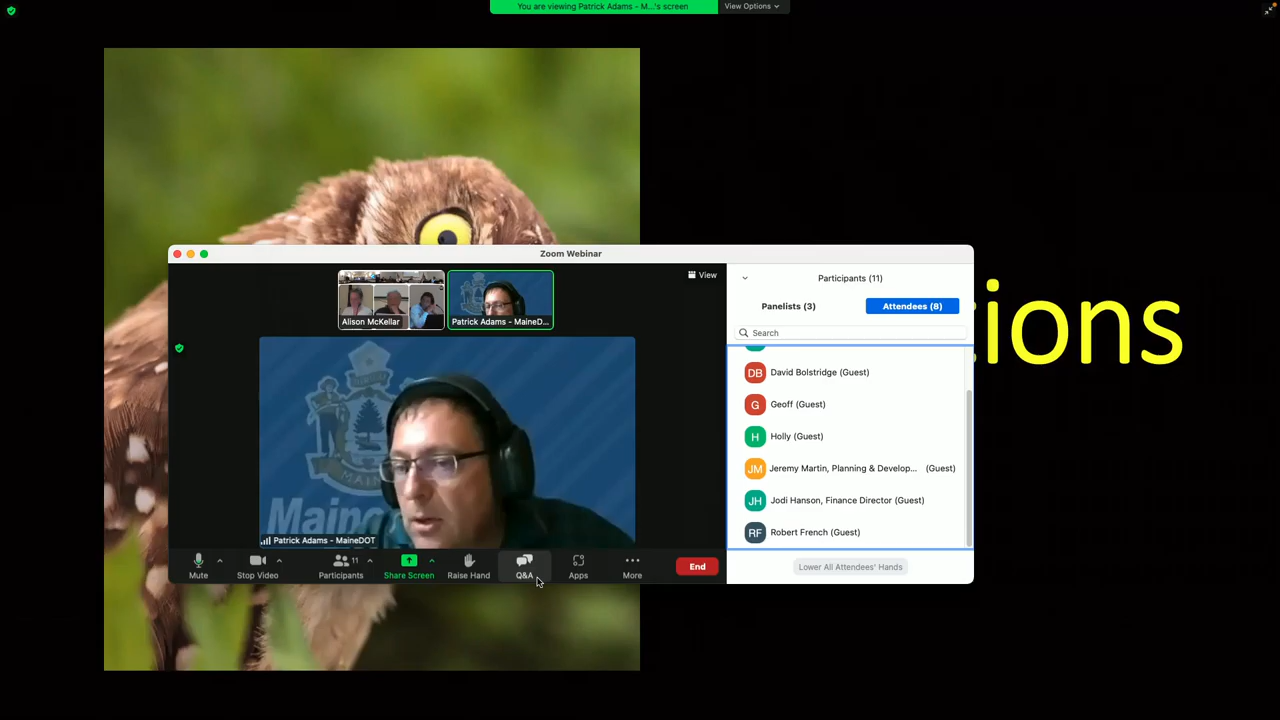 You are viewing Patrick Adams - M...'s screen
View Options
Zoom Webinar
View
Alison McKellar
Patrick Adams - MaineD...
Patrick Adams - MaineDOT
Mute
Stop Video
11
Participants
Share Screen
Raise Hand
Q&A
Apps
More
End
Participants (11)
Panelists (3)
Attendees (8)
Search
DB David Bolstridge (Guest)
G Geoff (Guest)
H Holly (Guest)
JM Jeremy Martin, Planning & Develop... (Guest)
JH Jodi Hanson, Finance Director (Guest)
RF Robert French (Guest)
Lower All Attendees' Hands
ions